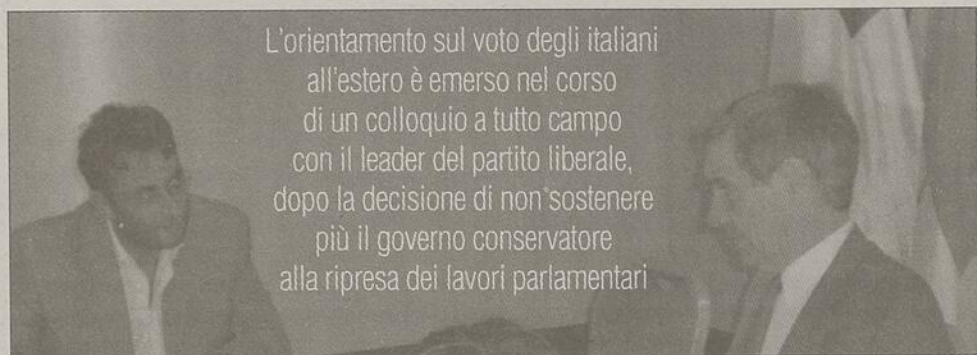 L'orientamento sul voto degli italiani
all'estero è emerso nel corso
di un colloquio a tutto campo
con il leader del partito liberale,
dopo la decisione di non sostenere
più il governo conservatore
alla ripresa dei lavori parlamentari